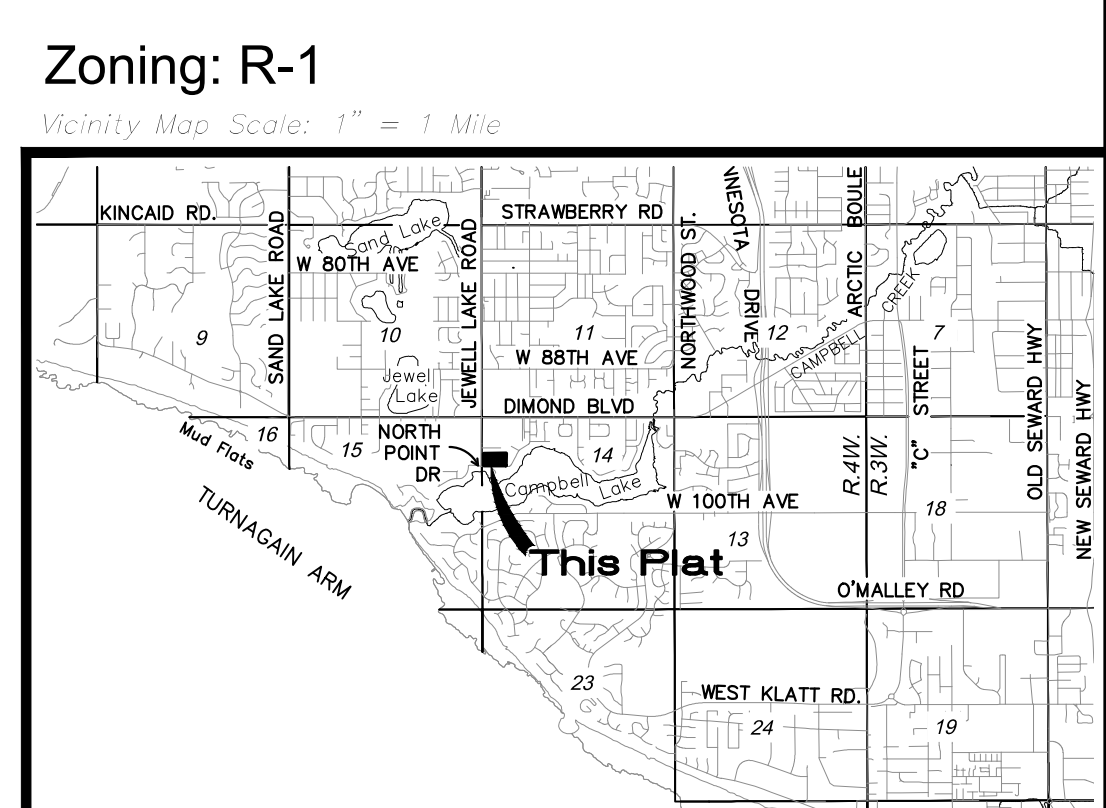 Zoning: R-1
Vicinity Map Scale: 1" = 1 Mile
KINCAID RD.
STRAWBERRY RD
NNESOTA
DRIVE
ARCTIC BOULE
Sand Lake
W 80TH AVE
SAND LAKE ROAD
JEWELL LAKE ROAD
NORTHWOOD ST.
CREEK
CAMPBELL
9
10
11
12
7
W 88TH AVE
Jewel
Lake
DIMOND BLVD
"C" STREET
OLD SEWARD HWY
NEW SEWARD HWY
16
Mud Flats
15
NORTH
POINT
DR
14
Campbell Lake
R.4W.
R.3W.
W 100TH AVE
18
13
TURNAGAIN ARM
This Plat
O'MALLEY RD
23
WEST KLATT RD.
24
19